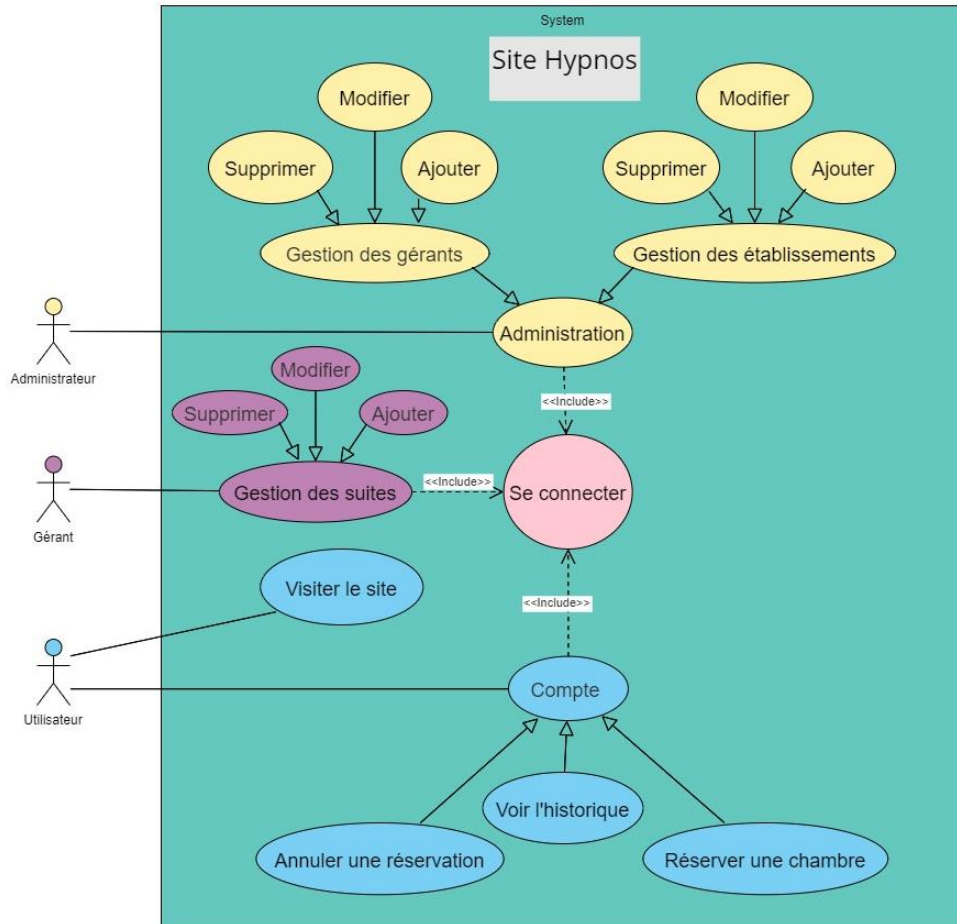 System
Site Hypnos
Modifier
Modifier
Supprimer
Ajouter
Supprimer
Ajouter
Gestion des gérants
Gestion des établissements
Administration
Administrateur
Modifier
<<Include>>
Supprimer
Ajouter
Gestion des suites
<<Include>>
Se connecter
Gérant
Visiter le site
<<Include>>
Compte
Utilisateur
Voir l'historique
Annuler une réservation
Réserver une chambre